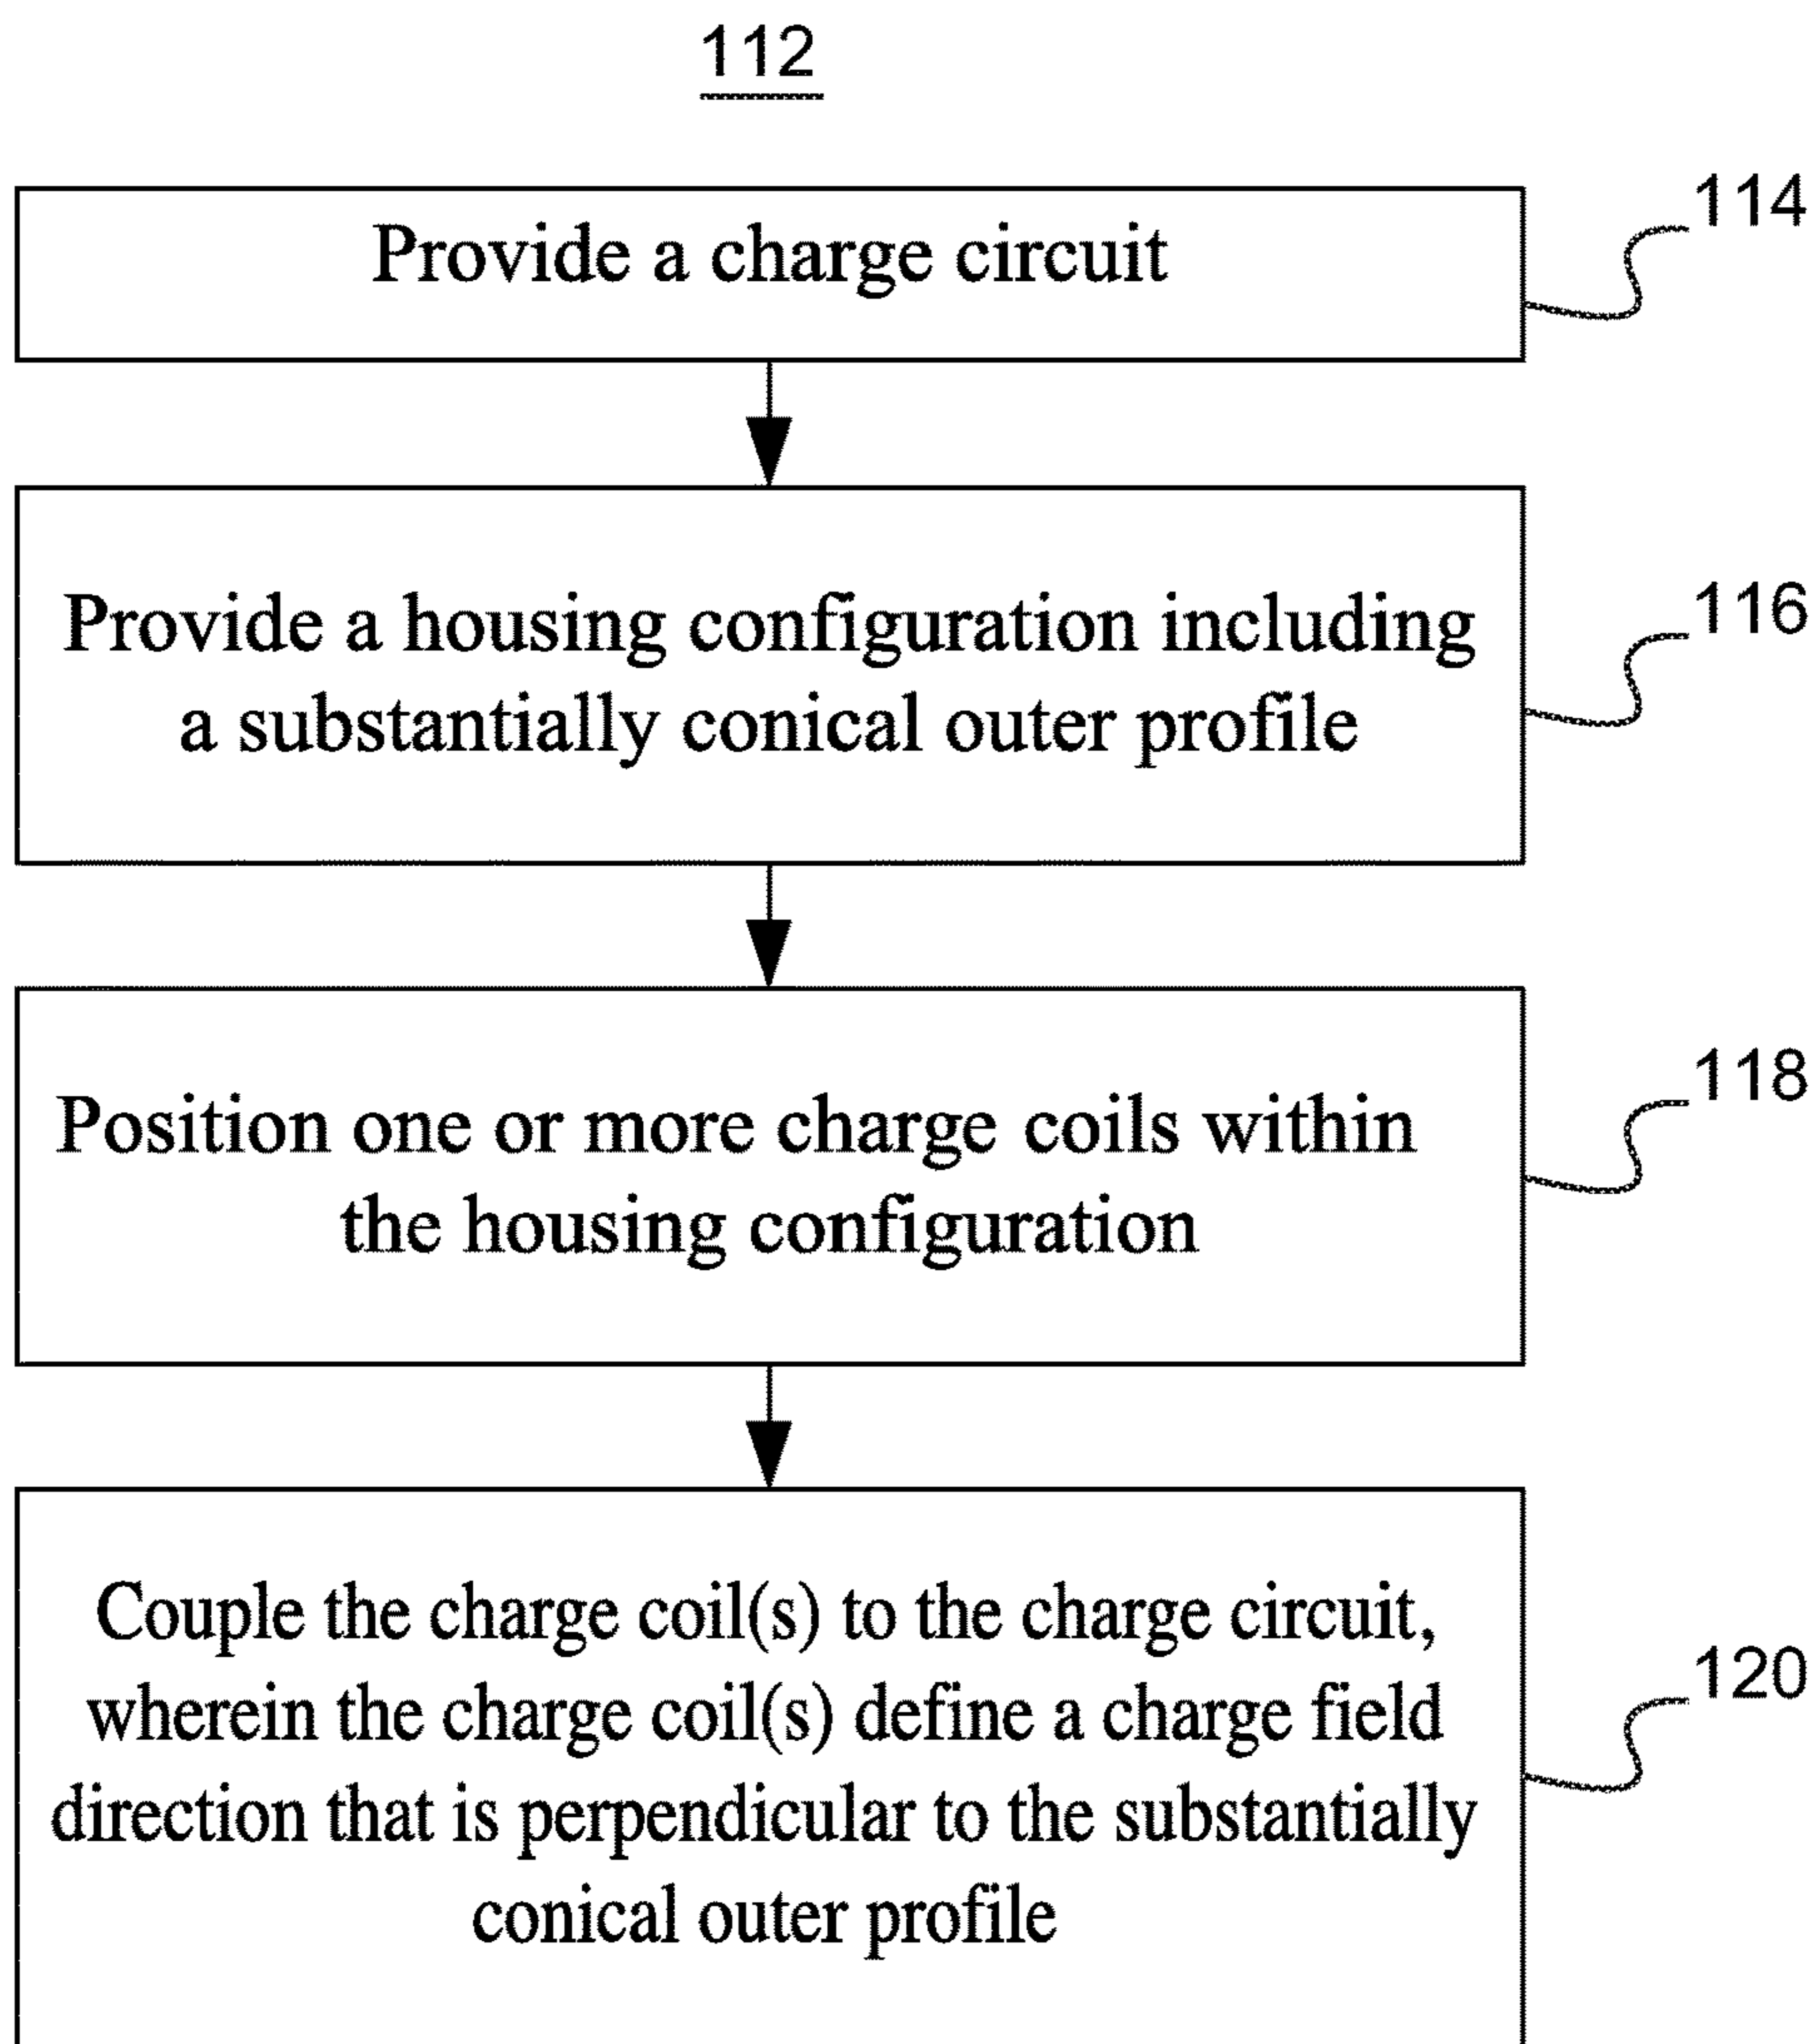 112
Provide a charge circuit
114
Provide a housing configuration including
a substantially conical outer profile
116
Position one or more charge coils within
the housing configuration
118
Couple the charge coil(s) to the charge circuit,
wherein the charge coil(s) define a charge field
direction that is perpendicular to the substantially
conical outer profile
120